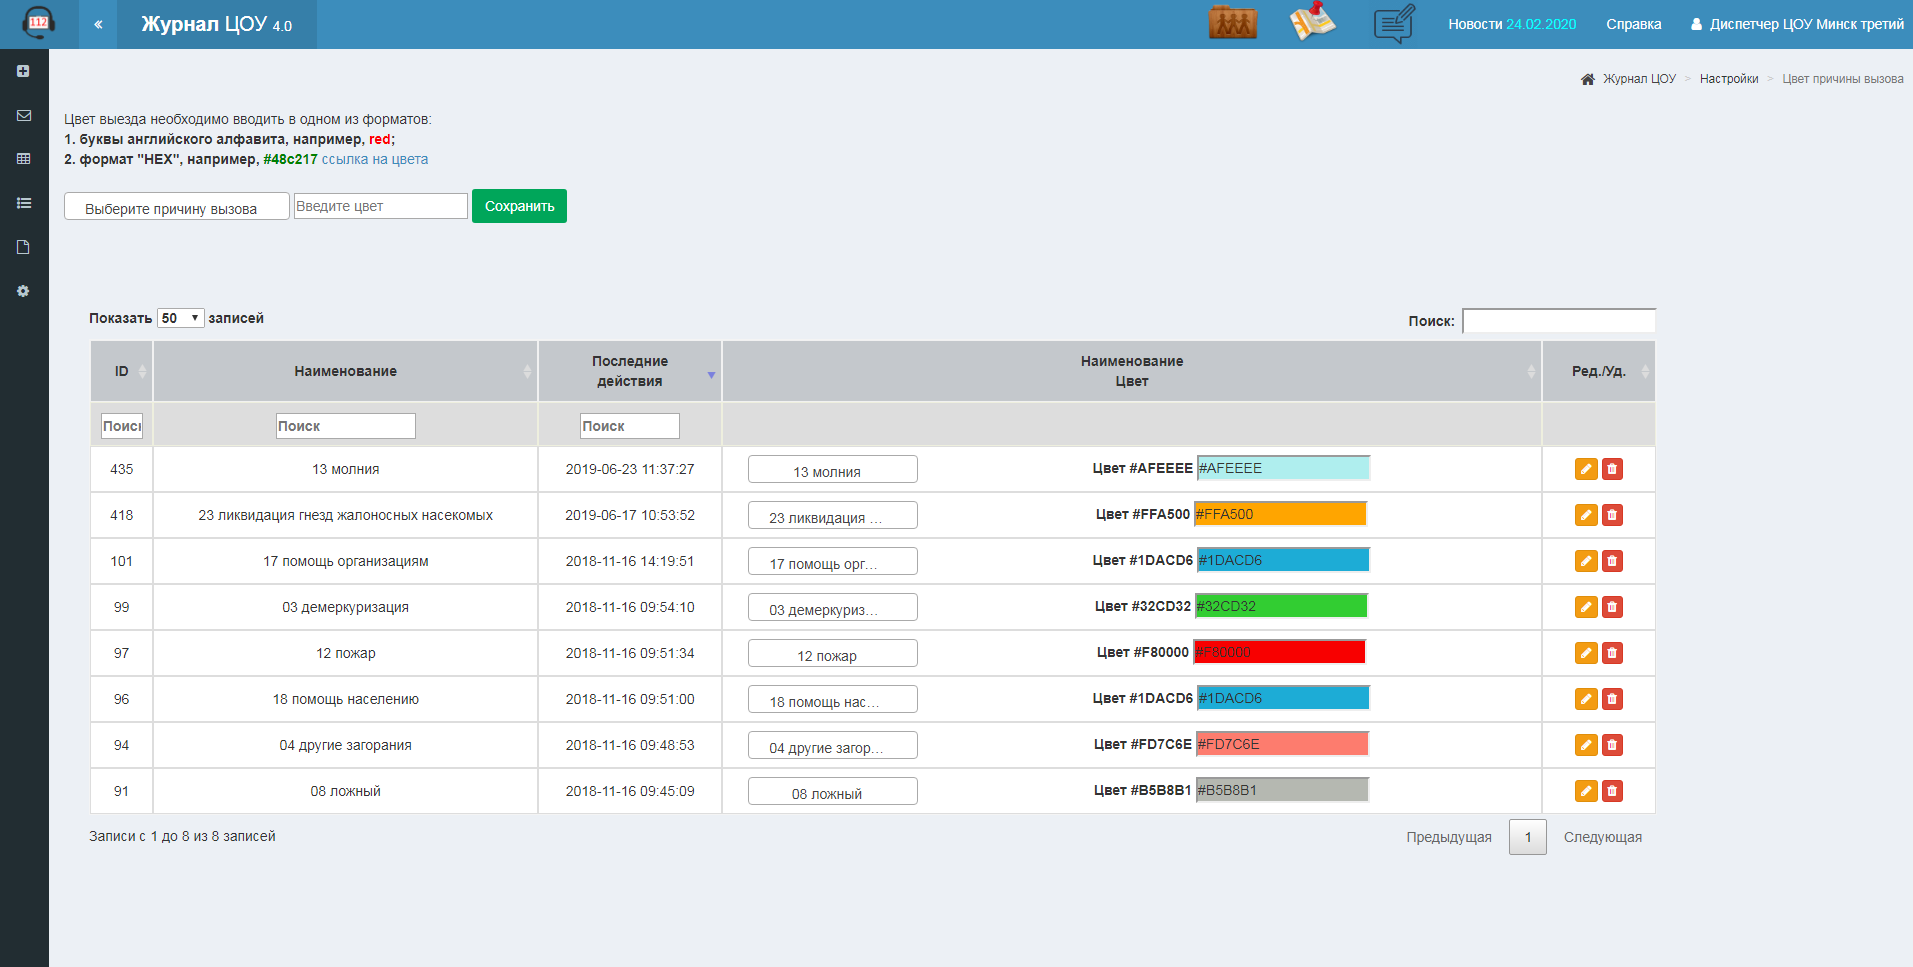 112
« Журнал ЦОУ 4.0
Новости 24.02.2020 Справка Диспетчер ЦОУ Минск третий
Журнал ЦОУ > Настройки > Цвет причины вызова
Цвет выезда необходимо вводить в одном из форматов:
1. буквы английского алфавита, например, red;
2. формат "HEX", например, #48c217 ссылка на цвета
Выберите причину вызова Введите цвет Сохранить
Показать 50 записей
Поиск:
ID Наименование Последние действия Наименование Цвет Ред./Уд.
Поиск Поиск Поиск
435 13 молния 2019-06-23 11:37:27 13 молния Цвет #AFEEEE #AFEEEE
418 23 ликвидация гнезд жалоносных насекомых 2019-06-17 10:53:52 23 ликвидация ... Цвет #FFA500 #FFA500
101 17 помощь организациям 2018-11-16 14:19:51 17 помощь орг... Цвет #1DACD6 #1DACD6
99 03 демеркуризация 2018-11-16 09:54:10 03 демеркуриз... Цвет #32CD32 #32CD32
97 12 пожар 2018-11-16 09:51:34 12 пожар Цвет #F80000 #F80000
96 18 помощь населению 2018-11-16 09:51:00 18 помощь нас... Цвет #1DACD6 #1DACD6
94 04 другие загорания 2018-11-16 09:48:53 04 другие загор... Цвет #FD7C6E #FD7C6E
91 08 ложный 2018-11-16 09:45:09 08 ложный Цвет #B5B8B1 #B5B8B1
Записи с 1 до 8 из 8 записей
Предыдущая 1 Следующая